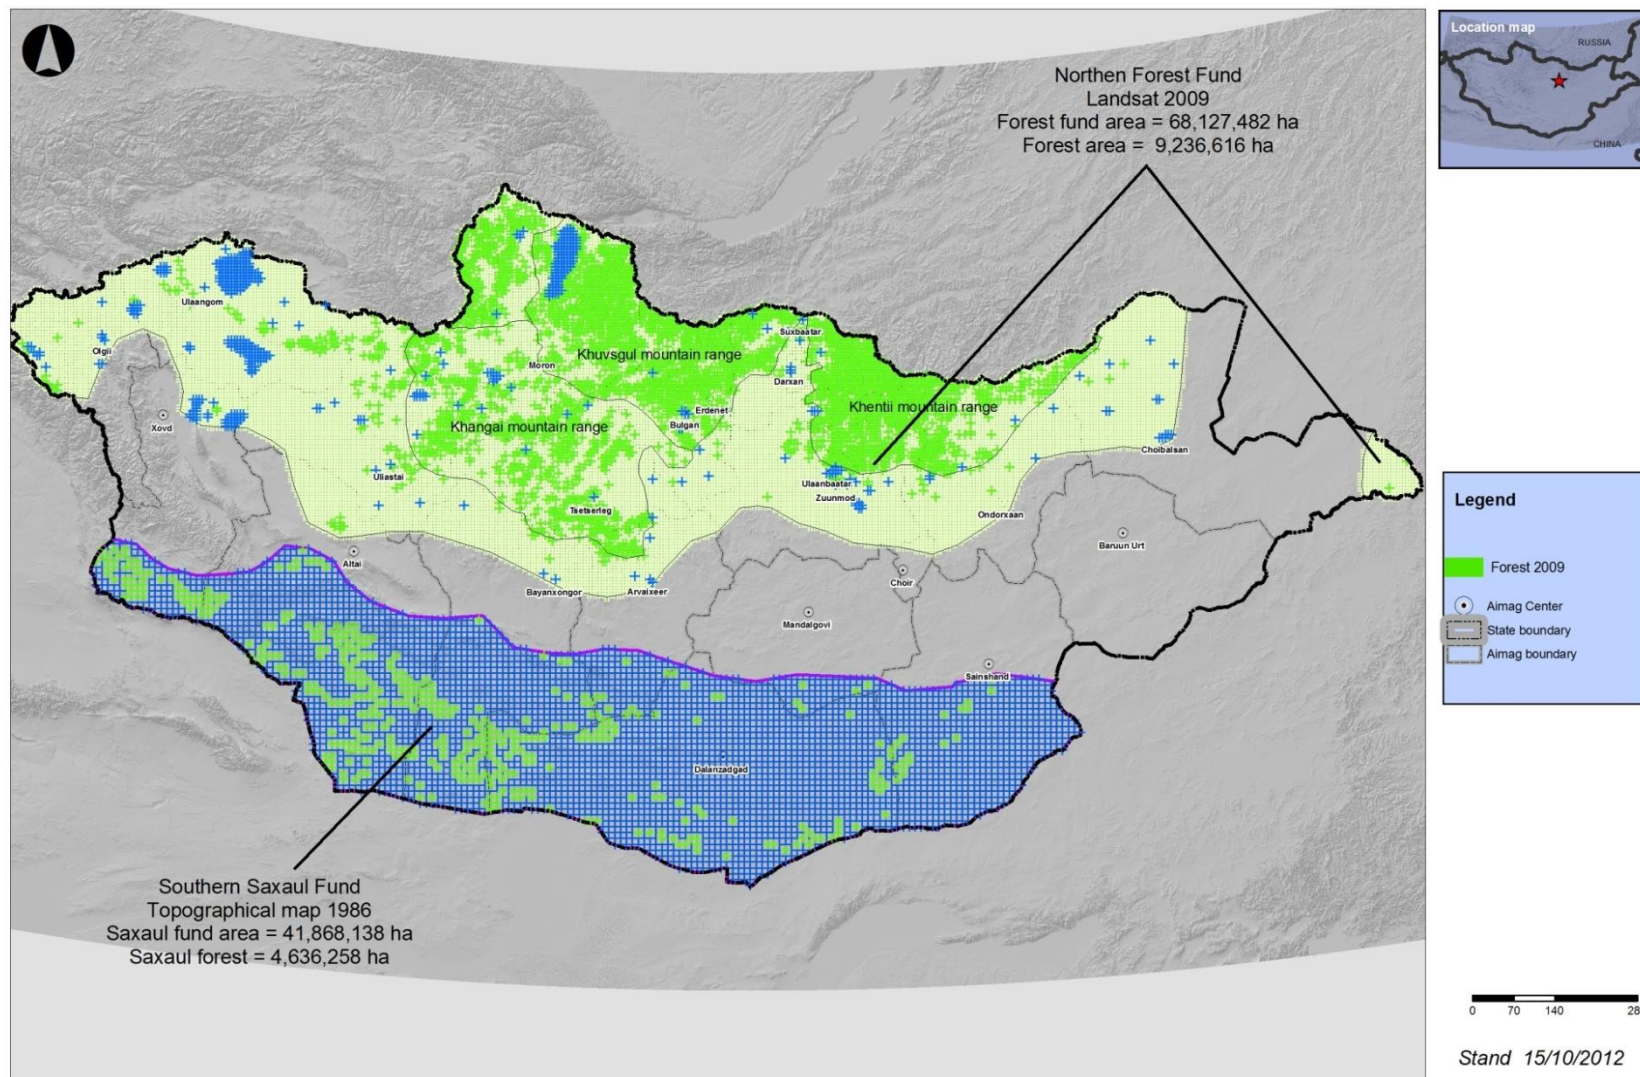 Location map
RUSSIA
CHINA
Northen Forest Fund
Landsat 2009
Forest fund area = 68,127,482 ha
Forest area =  9,236,616 ha
Ulaangom
Olgii
Xovd
Suxbaatar
Khuvsgul mountain range
Moron
Darxan
Khentii mountain range
Erdenet
Khangai mountain range
Bulgan
Choibalsan
Uliastai
Ulaanbaatar
Zuunmod
Tsetserleg
Ondorxaan
Baruun Urt
Altai
Choir
Bayanxongor
Arvaixeer
Mandalgovi
Sainshand
Dalanzadgad
Legend
Forest 2009
Aimag Center
State boundary
Aimag boundary
Southern Saxaul Fund
Topographical map 1986
Saxaul fund area = 41,868,138 ha
Saxaul forest = 4,636,258 ha
0 70 140 28
Stand 15/10/2012